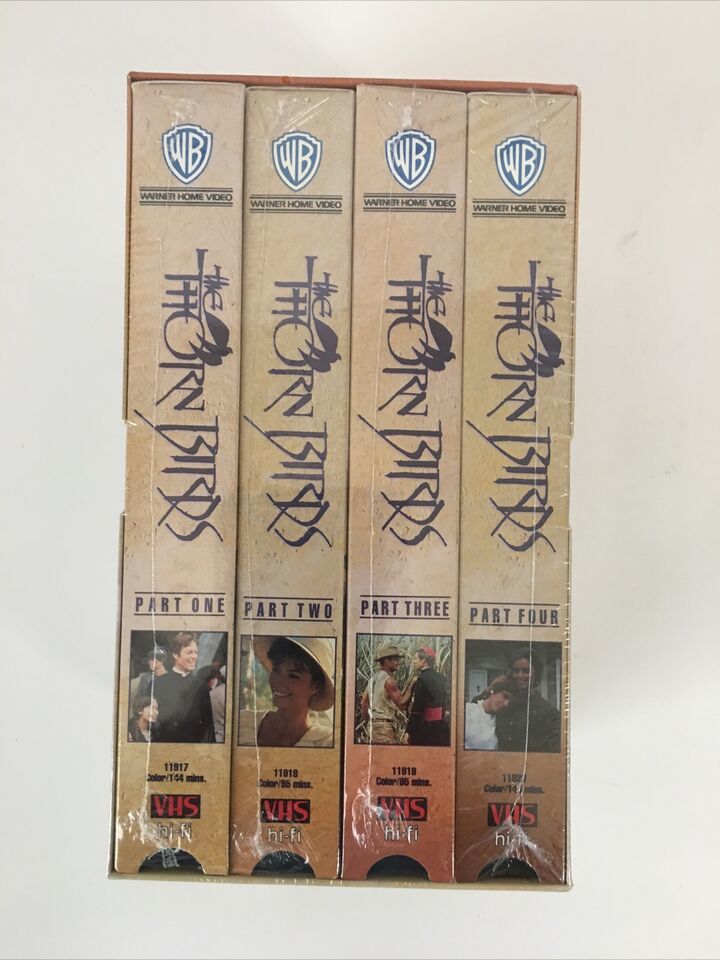 WB
WARNER HOME VIDEO
THE THORN BIRDS
PART ONE
11917
Color/144 mins.
VHS
hi-fi
WB
WARNER HOME VIDEO
THE THORN BIRDS
PART TWO
11918
Color/95 mins.
VHS
hi-fi
WB
WARNER HOME VIDEO
THE THORN BIRDS
PART THREE
Color/95 mins.
VHS
hi-fi
WB
WARNER HOME VIDEO
THE THORN BIRDS
PART FOUR
VHS
hi-fi